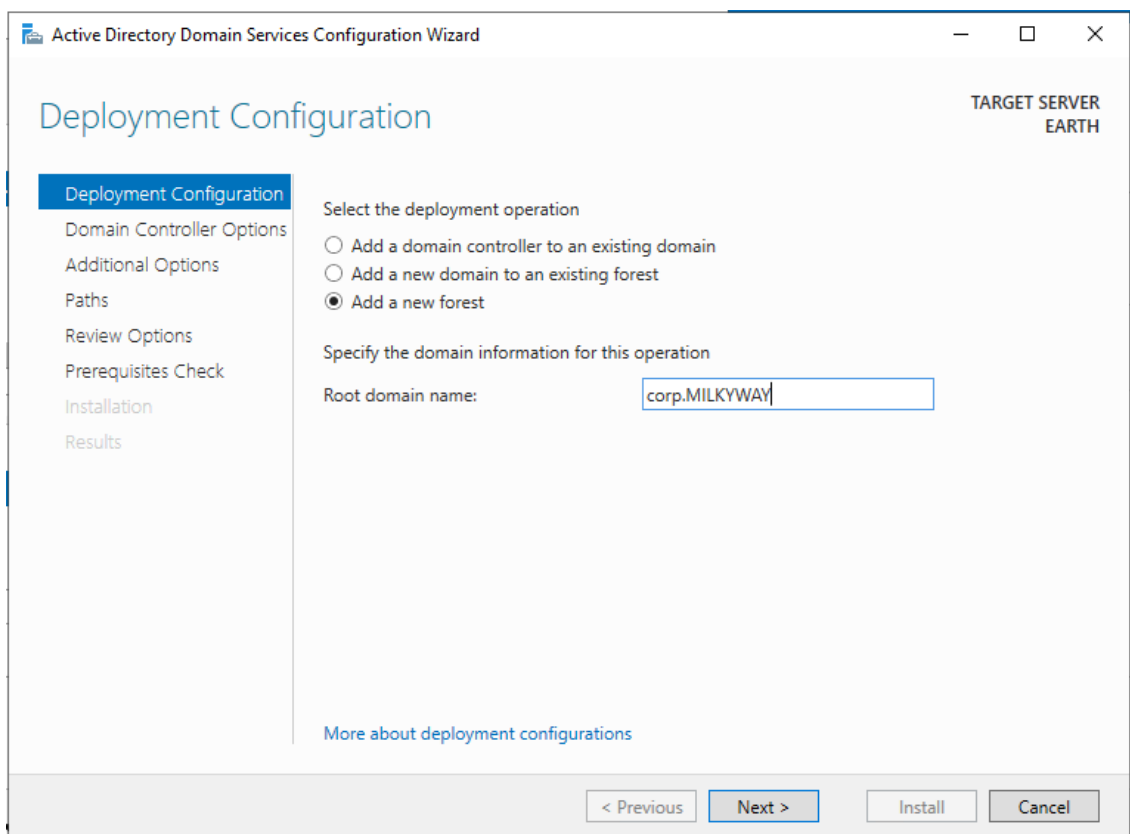 Active Directory Domain Services Configuration Wizard
Deployment Configuration
TARGET SERVER
EARTH
Deployment Configuration
Domain Controller Options
Additional Options
Paths
Review Options
Prerequisites Check
Installation
Results
Select the deployment operation
Add a domain controller to an existing domain
Add a new domain to an existing forest
Add a new forest
Specify the domain information for this operation
Root domain name: corp.MILKYWAY
More about deployment configurations
< Previous Next > Install Cancel